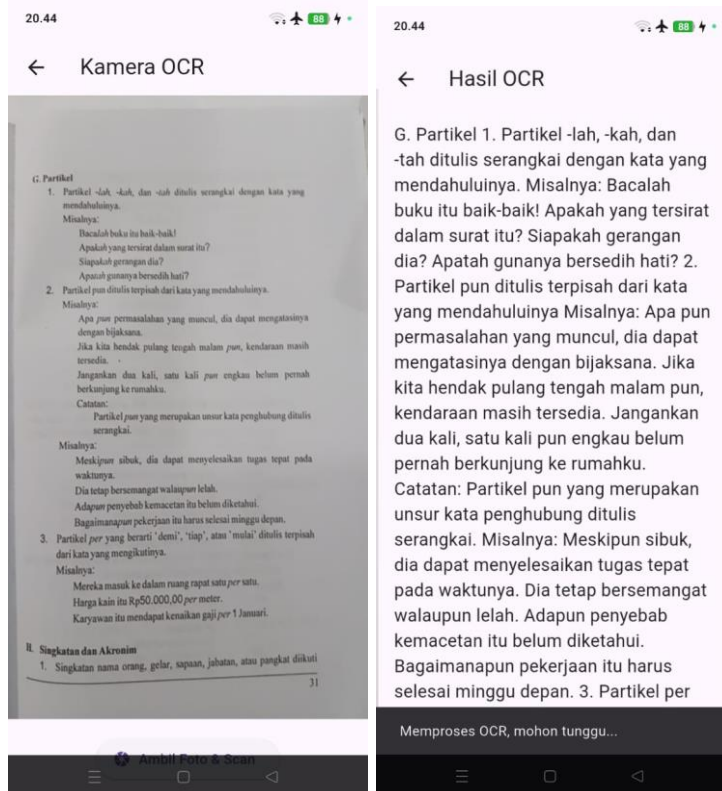 20.44
88
Kamera OCR
G. Partikel
1. Partikel -lah, -kah, dan -tah ditulis serangkai dengan kata yang
mendahuluinya.
Misalnya:
Bacalah buku itu baik-baik!
Apakah yang tersirat dalam surat itu?
Siapakah gerangan dia?
Apatah gunanya bersedih hati?
2. Partikel pun ditulis terpisah dari kata yang mendahuluinya.
Misalnya:
Apa pun permasalahan yang muncul, dia dapat mengatasinya
dengan bijaksana.
Jika kita hendak pulang tengah malam pun, kendaraan masih
tersedia.
Jangankan dua kali, satu kali pun engkau belum pernah
berkunjung ke rumahku.
Catatan:
Partikel pun yang merupakan unsur kata penghubung ditulis
serangkai.
Misalnya:
Meskipun sibuk, dia dapat menyelesaikan tugas tepat pada
waktunya.
Dia tetap bersemangat walaupun lelah.
Adapun penyebab kemacetan itu belum diketahui.
Bagaimanapun pekerjaan itu harus selesai minggu depan.
3. Partikel per yang berarti 'demi', 'tiap', atau 'mulai' ditulis terpisah
dari kata yang mengikutinya.
Misalnya:
Mereka masuk ke dalam ruang rapat satu per satu.
Harga kain itu Rp50.000,00 per meter.
Karyawan itu mendapat kenaikan gaji per 1 Januari.
H. Singkatan dan Akronim
1. Singkatan nama orang, gelar, sapaan, jabatan, atau pangkat diikuti
31
Ambil Foto & Scan
20.44
88
Hasil OCR
G. Partikel 1. Partikel -lah, -kah, dan
-tah ditulis serangkai dengan kata yang
mendahuluinya. Misalnya: Bacalah
buku itu baik-baik! Apakah yang tersirat
dalam surat itu? Siapakah gerangan
dia? Apatah gunanya bersedih hati? 2.
Partikel pun ditulis terpisah dari kata
yang mendahuluinya Misalnya: Apa pun
permasalahan yang muncul, dia dapat
mengatasinya dengan bijaksana. Jika
kita hendak pulang tengah malam pun,
kendaraan masih tersedia. Jangankan
dua kali, satu kali pun engkau belum
pernah berkunjung ke rumahku.
Catatan: Partikel pun yang merupakan
unsur kata penghubung ditulis
serangkai. Misalnya: Meskipun sibuk,
dia dapat menyelesaikan tugas tepat
pada waktunya. Dia tetap bersemangat
walaupun lelah. Adapun penyebab
kemacetan itu belum diketahui.
Bagaimanapun pekerjaan itu harus
selesai minggu depan. 3. Partikel per
Memproses OCR, mohon tunggu...